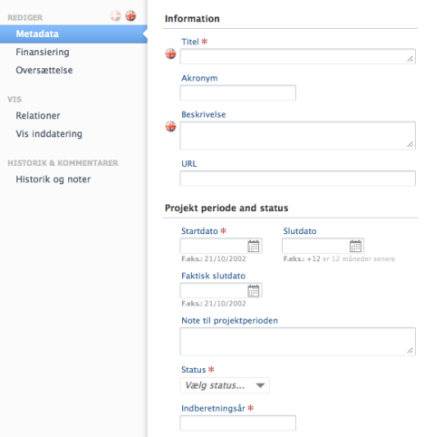 REDIGER
Metadata
Finansiering
Oversættelse
VIS
Relationer
Vis inddatering
HISTORIK & KOMMENTARER
Historik og noter
Information
Titel *
Akronym
Beskrivelse
URL
Projekt periode and status
Startdato * Slutdato
F.eks.: 21/10/2002 F.eks.: +12 er 12 måneder senere
Faktisk slutdato
F.eks.: 21/10/2002
Note til projektperioden
Status *
Vælg status...
Indberetningsår *